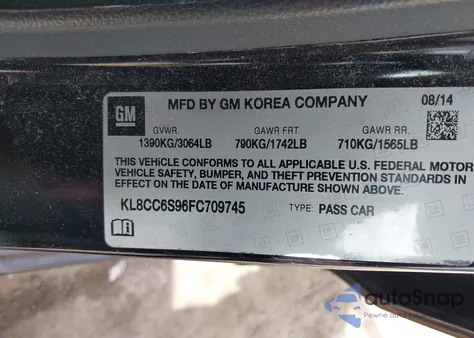 GM MFD BY GM KOREA COMPANY 08/14
GVWR GAWR FRT GAWR RR.
1390KG/3064LB 790KG/1742LB 710KG/1565LB
THIS VEHICLE CONFORMS TO ALL APPLICABLE U.S. FEDERAL MOTOR
VEHICLE SAFETY, BUMPER, AND THEFT PREVENTION STANDARDS IN
EFFECT ON THE DATE OF MANUFACTURE SHOWN ABOVE.
KL8CC6S96FC709745 TYPE: PASS CAR
autoSnap
Pewne auto